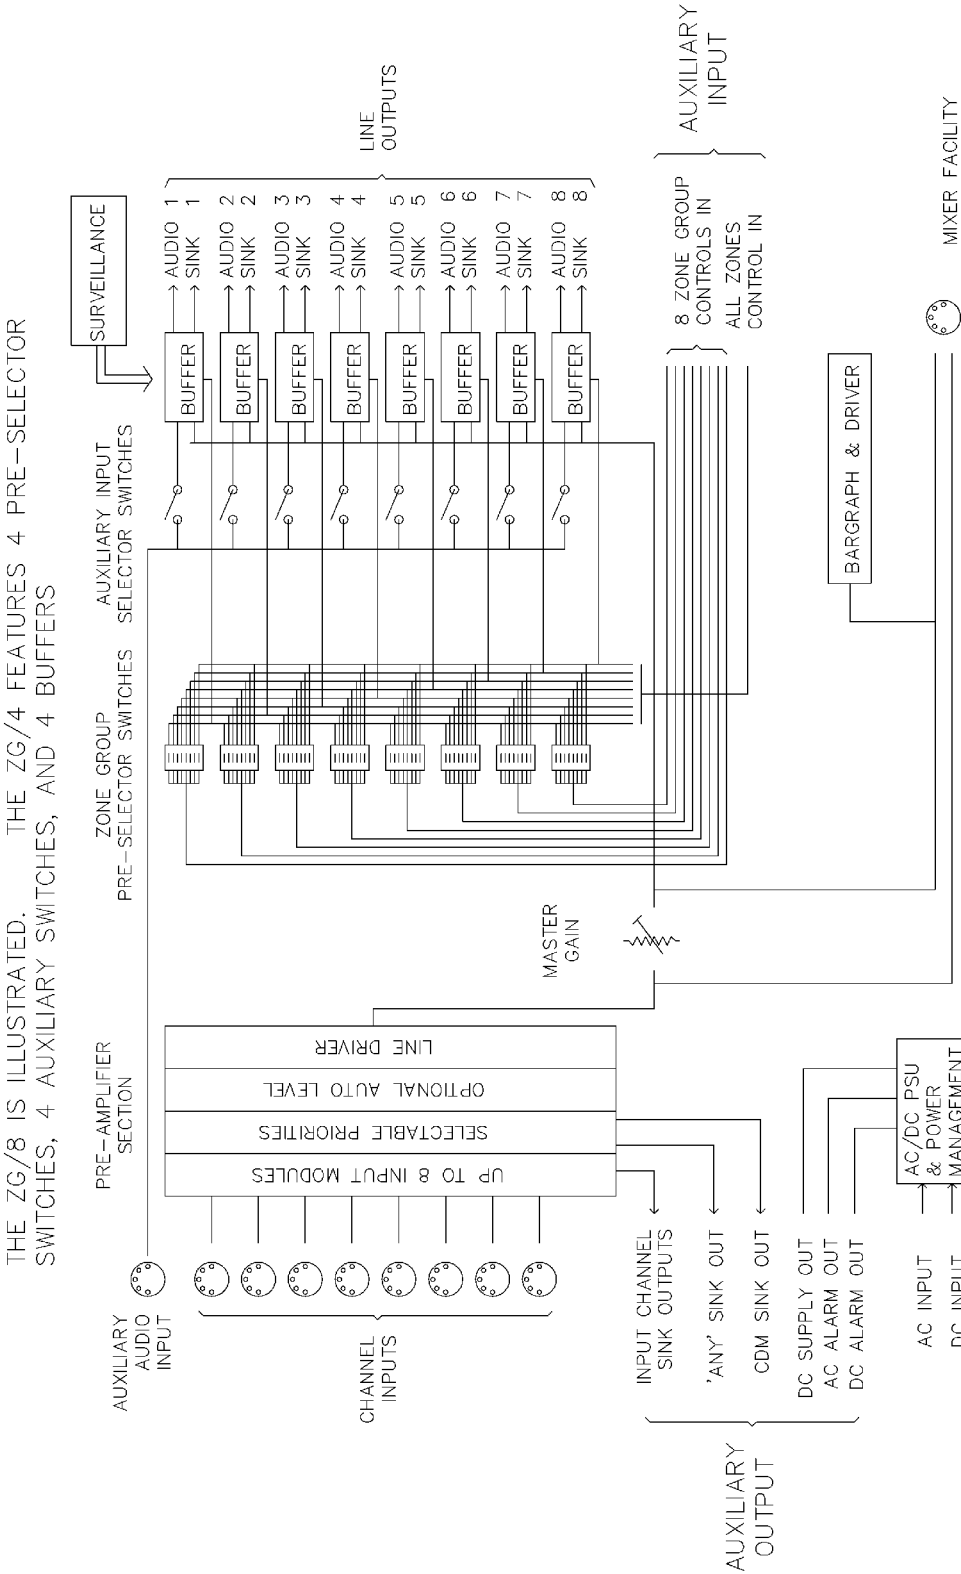 THE ZG/8 IS ILLUSTRATED. THE ZG/4 FEATURES 4 PRE-SELECTOR
SWITCHES, 4 AUXILIARY SWITCHES, AND 4 BUFFERS
AUXILIARY
AUDIO
INPUT
CHANNEL
INPUTS
PRE-AMPLIFIER
SECTION
UP TO 8 INPUT MODULES
SELECTABLE PRIORITIES
OPTIONAL AUTO LEVEL
LINE DRIVER
MASTER
GAIN
ZONE GROUP
PRE-SELECTOR SWITCHES
AUXILIARY INPUT
SELECTOR SWITCHES
SURVEILLANCE
BUFFER
BUFFER
BUFFER
BUFFER
BUFFER
BUFFER
BUFFER
BUFFER
AUDIO 1
SINK 1
AUDIO 2
SINK 2
AUDIO 3
SINK 3
AUDIO 4
SINK 4
AUDIO 5
SINK 5
AUDIO 6
SINK 6
AUDIO 7
SINK 7
AUDIO 8
SINK 8
LINE
OUTPUTS
8 ZONE GROUP
CONTROLS IN
ALL ZONES
CONTROL IN
AUXILIARY
INPUT
BARGRAPH & DRIVER
MIXER FACILITY
INPUT CHANNEL
SINK OUTPUTS
'ANY' SINK OUT
CDM SINK OUT
DC SUPPLY OUT
AC ALARM OUT
DC ALARM OUT
AUXILIARY
OUTPUT
AC/DC PSU
& POWER
MANAGEMENT
AC INPUT
DC INPUT